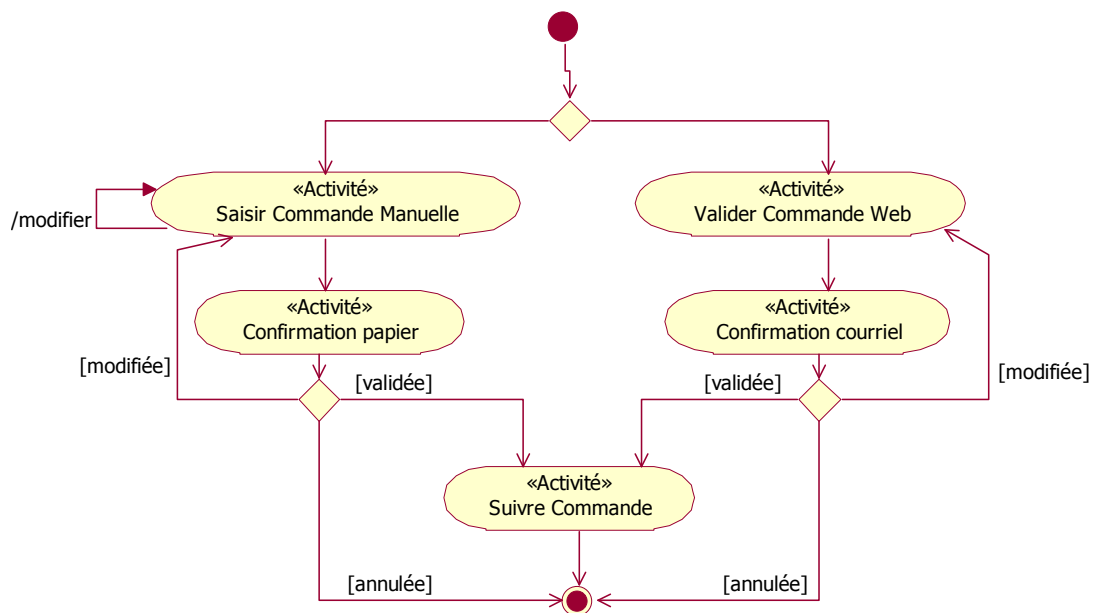 «Activité»
Saisir Commande Manuelle
«Activité»
Valider Commande Web
/modifier
«Activité»
Confirmation papier
«Activité»
Confirmation courriel
[modifiée]
[validée]
[validée]
[modifiée]
«Activité»
Suivre Commande
[annulée]
[annulée]